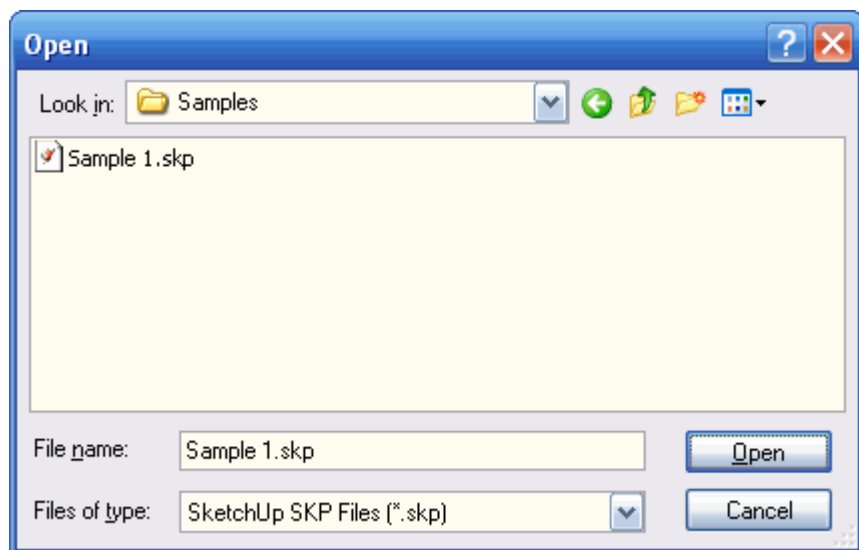 Open
Look in: Samples
Sample 1.skp
File name: Sample 1.skp Open
Files of type: SketchUp SKP Files (*.skp) Cancel